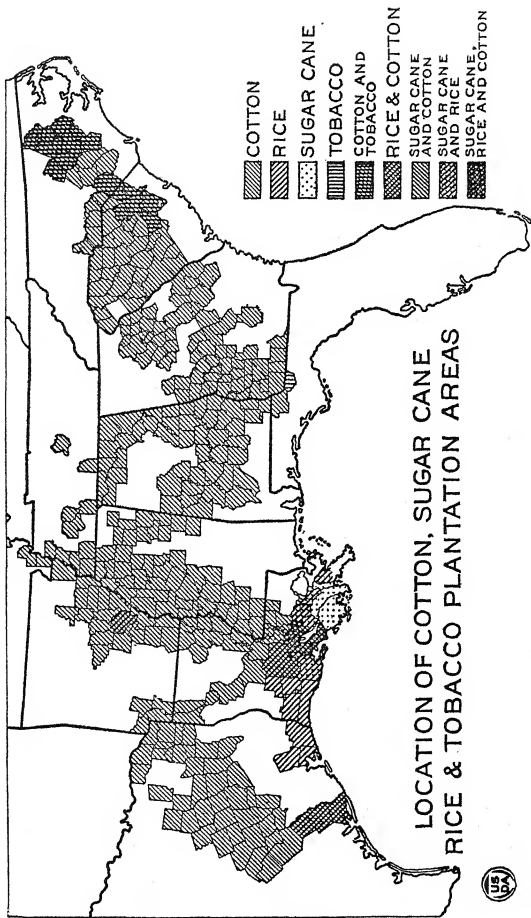 COTTON
RICE
SUGAR CANE
TOBACCO
COTTON AND
TOBACCO
RICE & COTTON
SUGAR CANE
AND COTTON
SUGAR CANE
AND RICE
SUGAR CANE,
RICE AND COTTON
LOCATION OF COTTON, SUGAR CANE
RICE & TOBACCO PLANTATION AREAS
US
DA